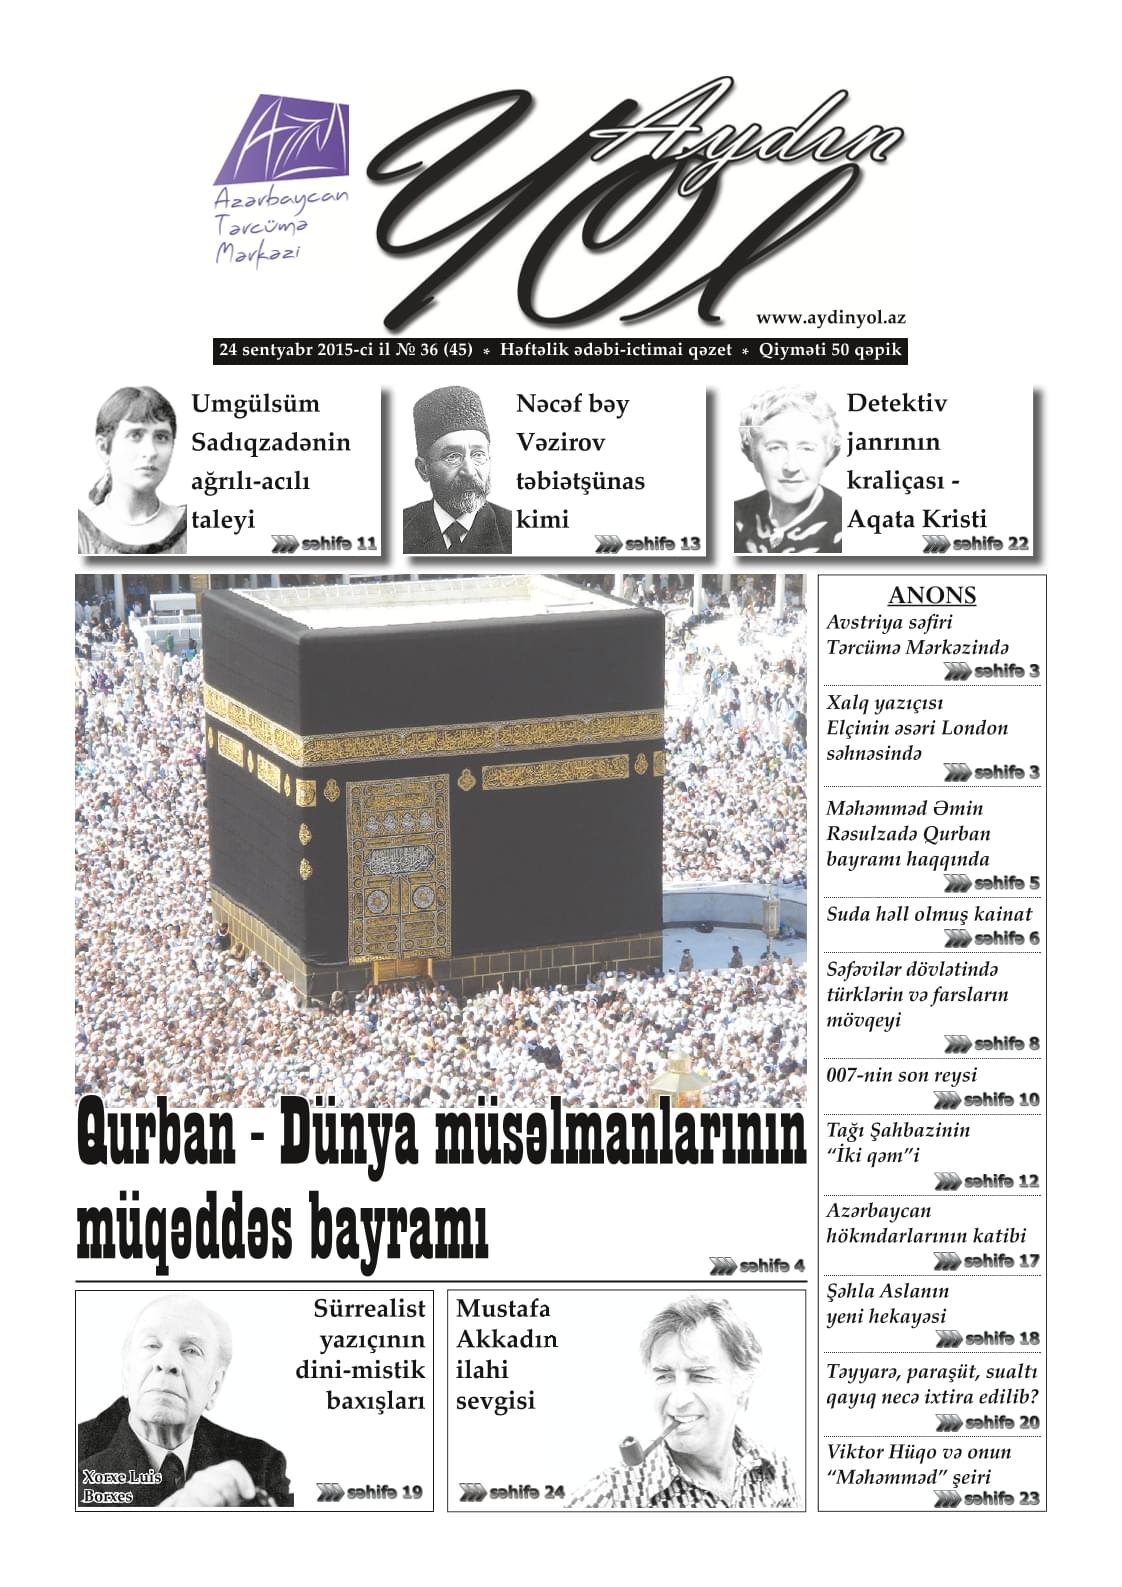 AzTM
Azərbaycan
Tərcümə
Mərkəzi
Aydın
Yol
www.aydinyol.az
24 sentyabr 2015-ci il № 36 (45) * Həftəlik ədəbi-ictimai qəzet * Qiyməti 50 qəpik
Umgülsüm
Sadıqzadənin
ağrılı-acılı
taleyi
səhifə 11
Nəcəf bəy
Vəzirov
təbiətşünas
kimi
səhifə 13
Detektiv
janrının
kraliçası -
Aqata Kristi
səhifə 22
Qurban - Dünya müsəlmanlarının
müqəddəs bayramı
səhifə 4
Sürrealist
yazıçının
dini-mistik
baxışları
Xorxe Luis
Borxes
səhifə 19
Mustafa
Akkadın
ilahi
sevgisi
səhifə 24
ANONS
Avstriya səfiri
Tərcümə Mərkəzində
səhifə 3
Xalq yazıçısı
Elçinin əsəri London
səhnəsində
səhifə 3
Məhəmməd Əmin
Rəsulzadə Qurban
bayramı haqqında
səhifə 5
Suda həll olmuş kainat
səhifə 6
Səfəvilər dövlətində
türklərin və farsların
mövqeyi
səhifə 8
007-nin son reysi
səhifə 10
Tağı Şahbazinin
“İki qəm”i
səhifə 12
Azərbaycan
hökmdarlarının katibi
səhifə 17
Şəhla Aslanın
yeni hekayəsi
səhifə 18
Təyyarə, paraşüt, sualtı
qayıq necə ixtira edilib?
səhifə 20
Viktor Hüqo və onun
“Məhəmməd” şeiri
səhifə 23